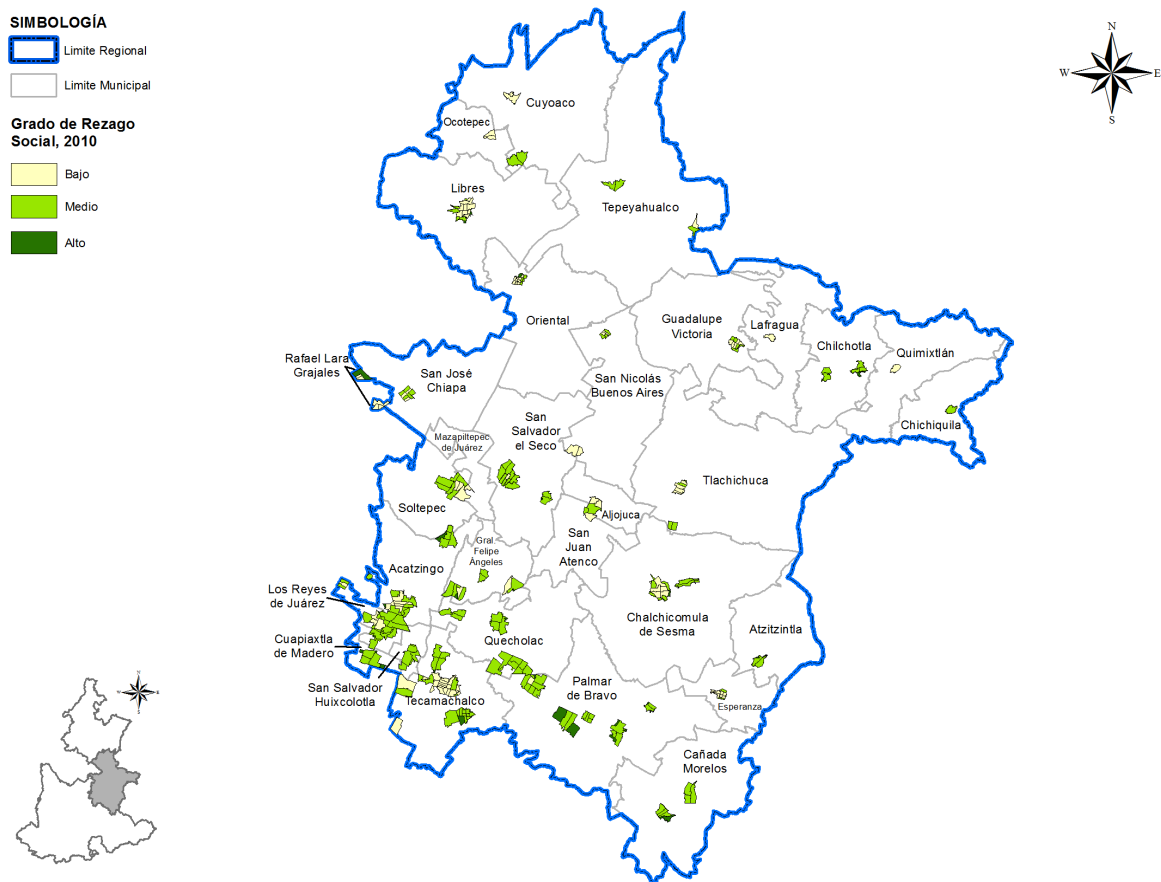 SIMBOLOGÍA
Limite Regional
Limite Municipal
Grado de Rezago
Social, 2010
Bajo
Medio
Alto
N
W
E
S
Cuyoaco
Ocotepec
Libres
Tepeyahualco
Oriental
Guadalupe
Victoria
Lafragua
Chilchotla
Quimixtlán
Chichiquila
Rafael Lara
Grajales
San José
Chiapa
San Nicolás
Buenos Aires
San
Salvador
el Seco
Mazapiltepec
de Juárez
Tlachichuca
Soltepec
Aljojuca
San
Juan
Atenco
Gral.
Felipe
Ángeles
Acatzingo
Los Reyes
de Juárez
Cuapiaxtla
de Madero
San Salvador
Huixcolotla
Quecholac
Chalchicomula
de Sesma
Atzitzintla
Palmar
de Bravo
Esperanza
Tecamachalco
Cañada
Morelos